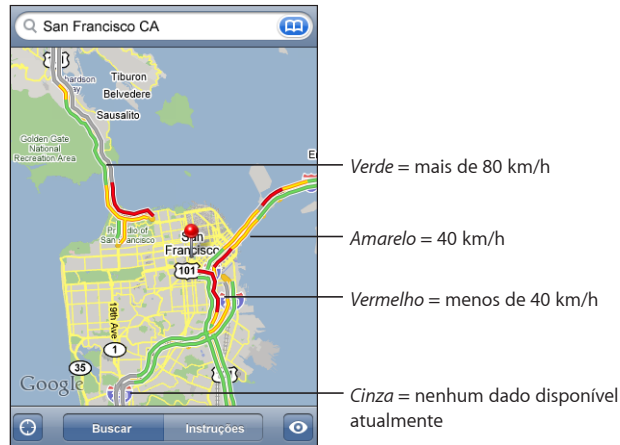 San Francisco CA
Tiburon
Belvedere
Sausalito
Golden Gate
National
Recreation Area
San
Francisco
101
19th Ave
1
35
Google
Buscar
Instruções
Verde = mais de 80 km/h
Amarelo = 40 km/h
Vermelho = menos de 40 km/h
Cinza = nenhum dado disponível
atualmente